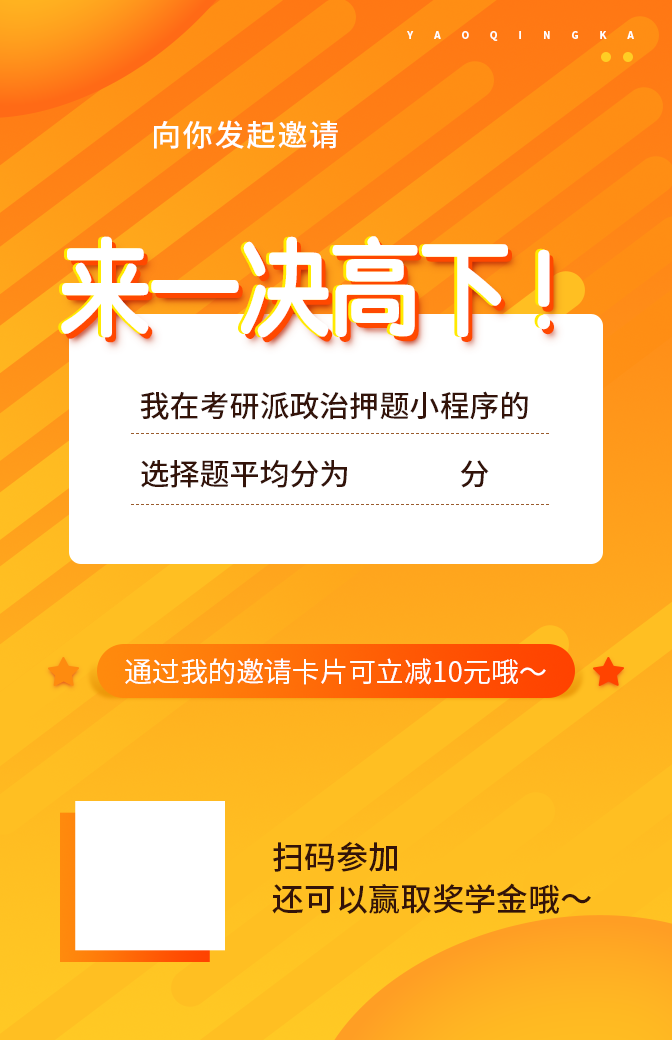 YAOQINGKA
向你发起邀请
来一决高下！
我在考研派政治押题小程序的
选择题平均分为 分
通过我的邀请卡片可立减10元哦～
扫码参加
还可以赢取奖学金哦～